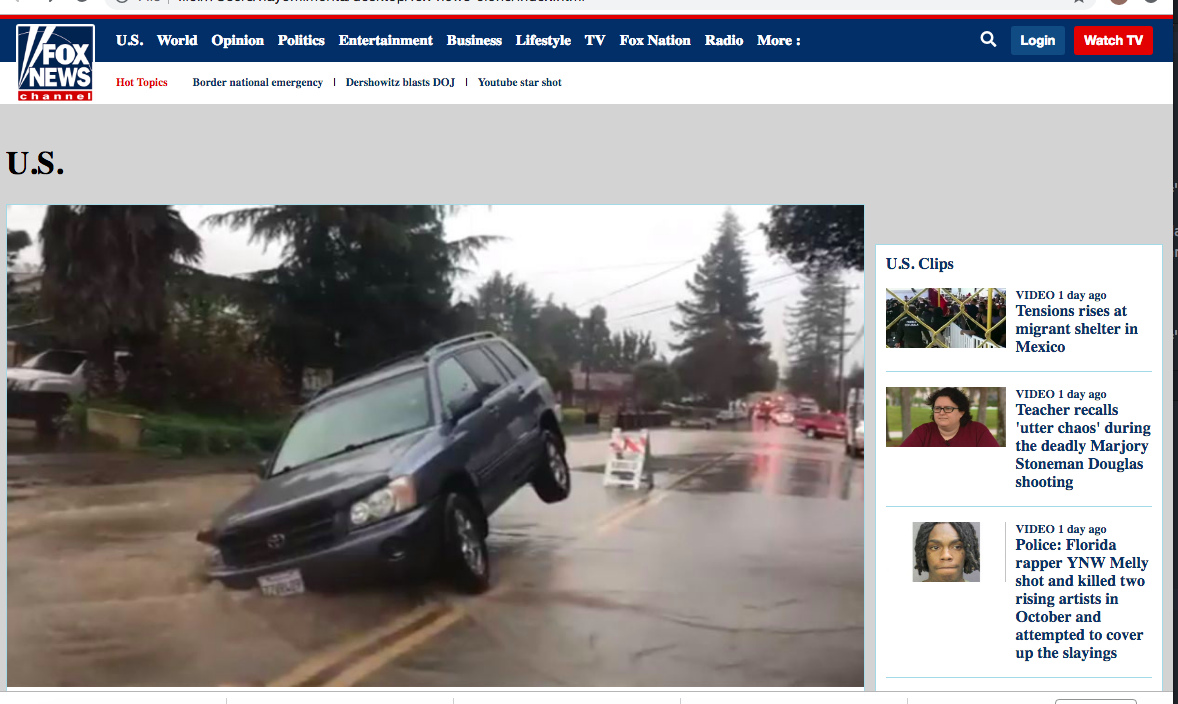 U.S. World Opinion Politics Entertainment Business Lifestyle TV Fox Nation Radio More :
Login
Watch TV
FOX
NEWS
channel
Hot Topics Border national emergency | Dershowitz blasts DOJ | Youtube star shot
U.S.
U.S. Clips
VIDEO 1 day ago
Tensions rises at
migrant shelter in
Mexico
VIDEO 1 day ago
Teacher recalls
'utter chaos' during
the deadly Marjory
Stoneman Douglas
shooting
VIDEO 1 day ago
Police: Florida
rapper YNW Melly
shot and killed two
rising artists in
October and
attempted to cover
up the slayings